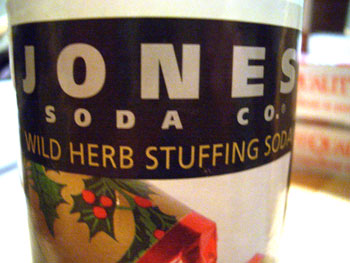 JONES
SODA CO.®
WILD HERB STUFFING SODA